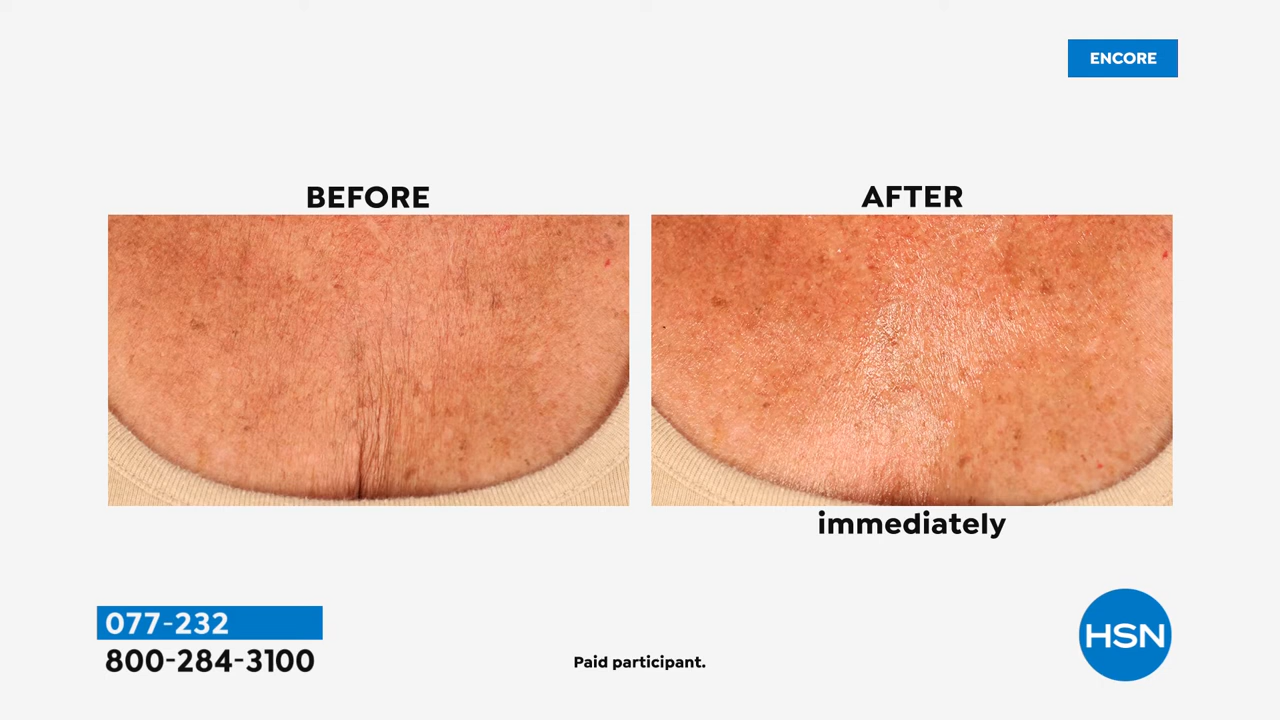 ENCORE
BEFORE
AFTER
immediately
077-232
800-284-3100
Paid participant.
HSN